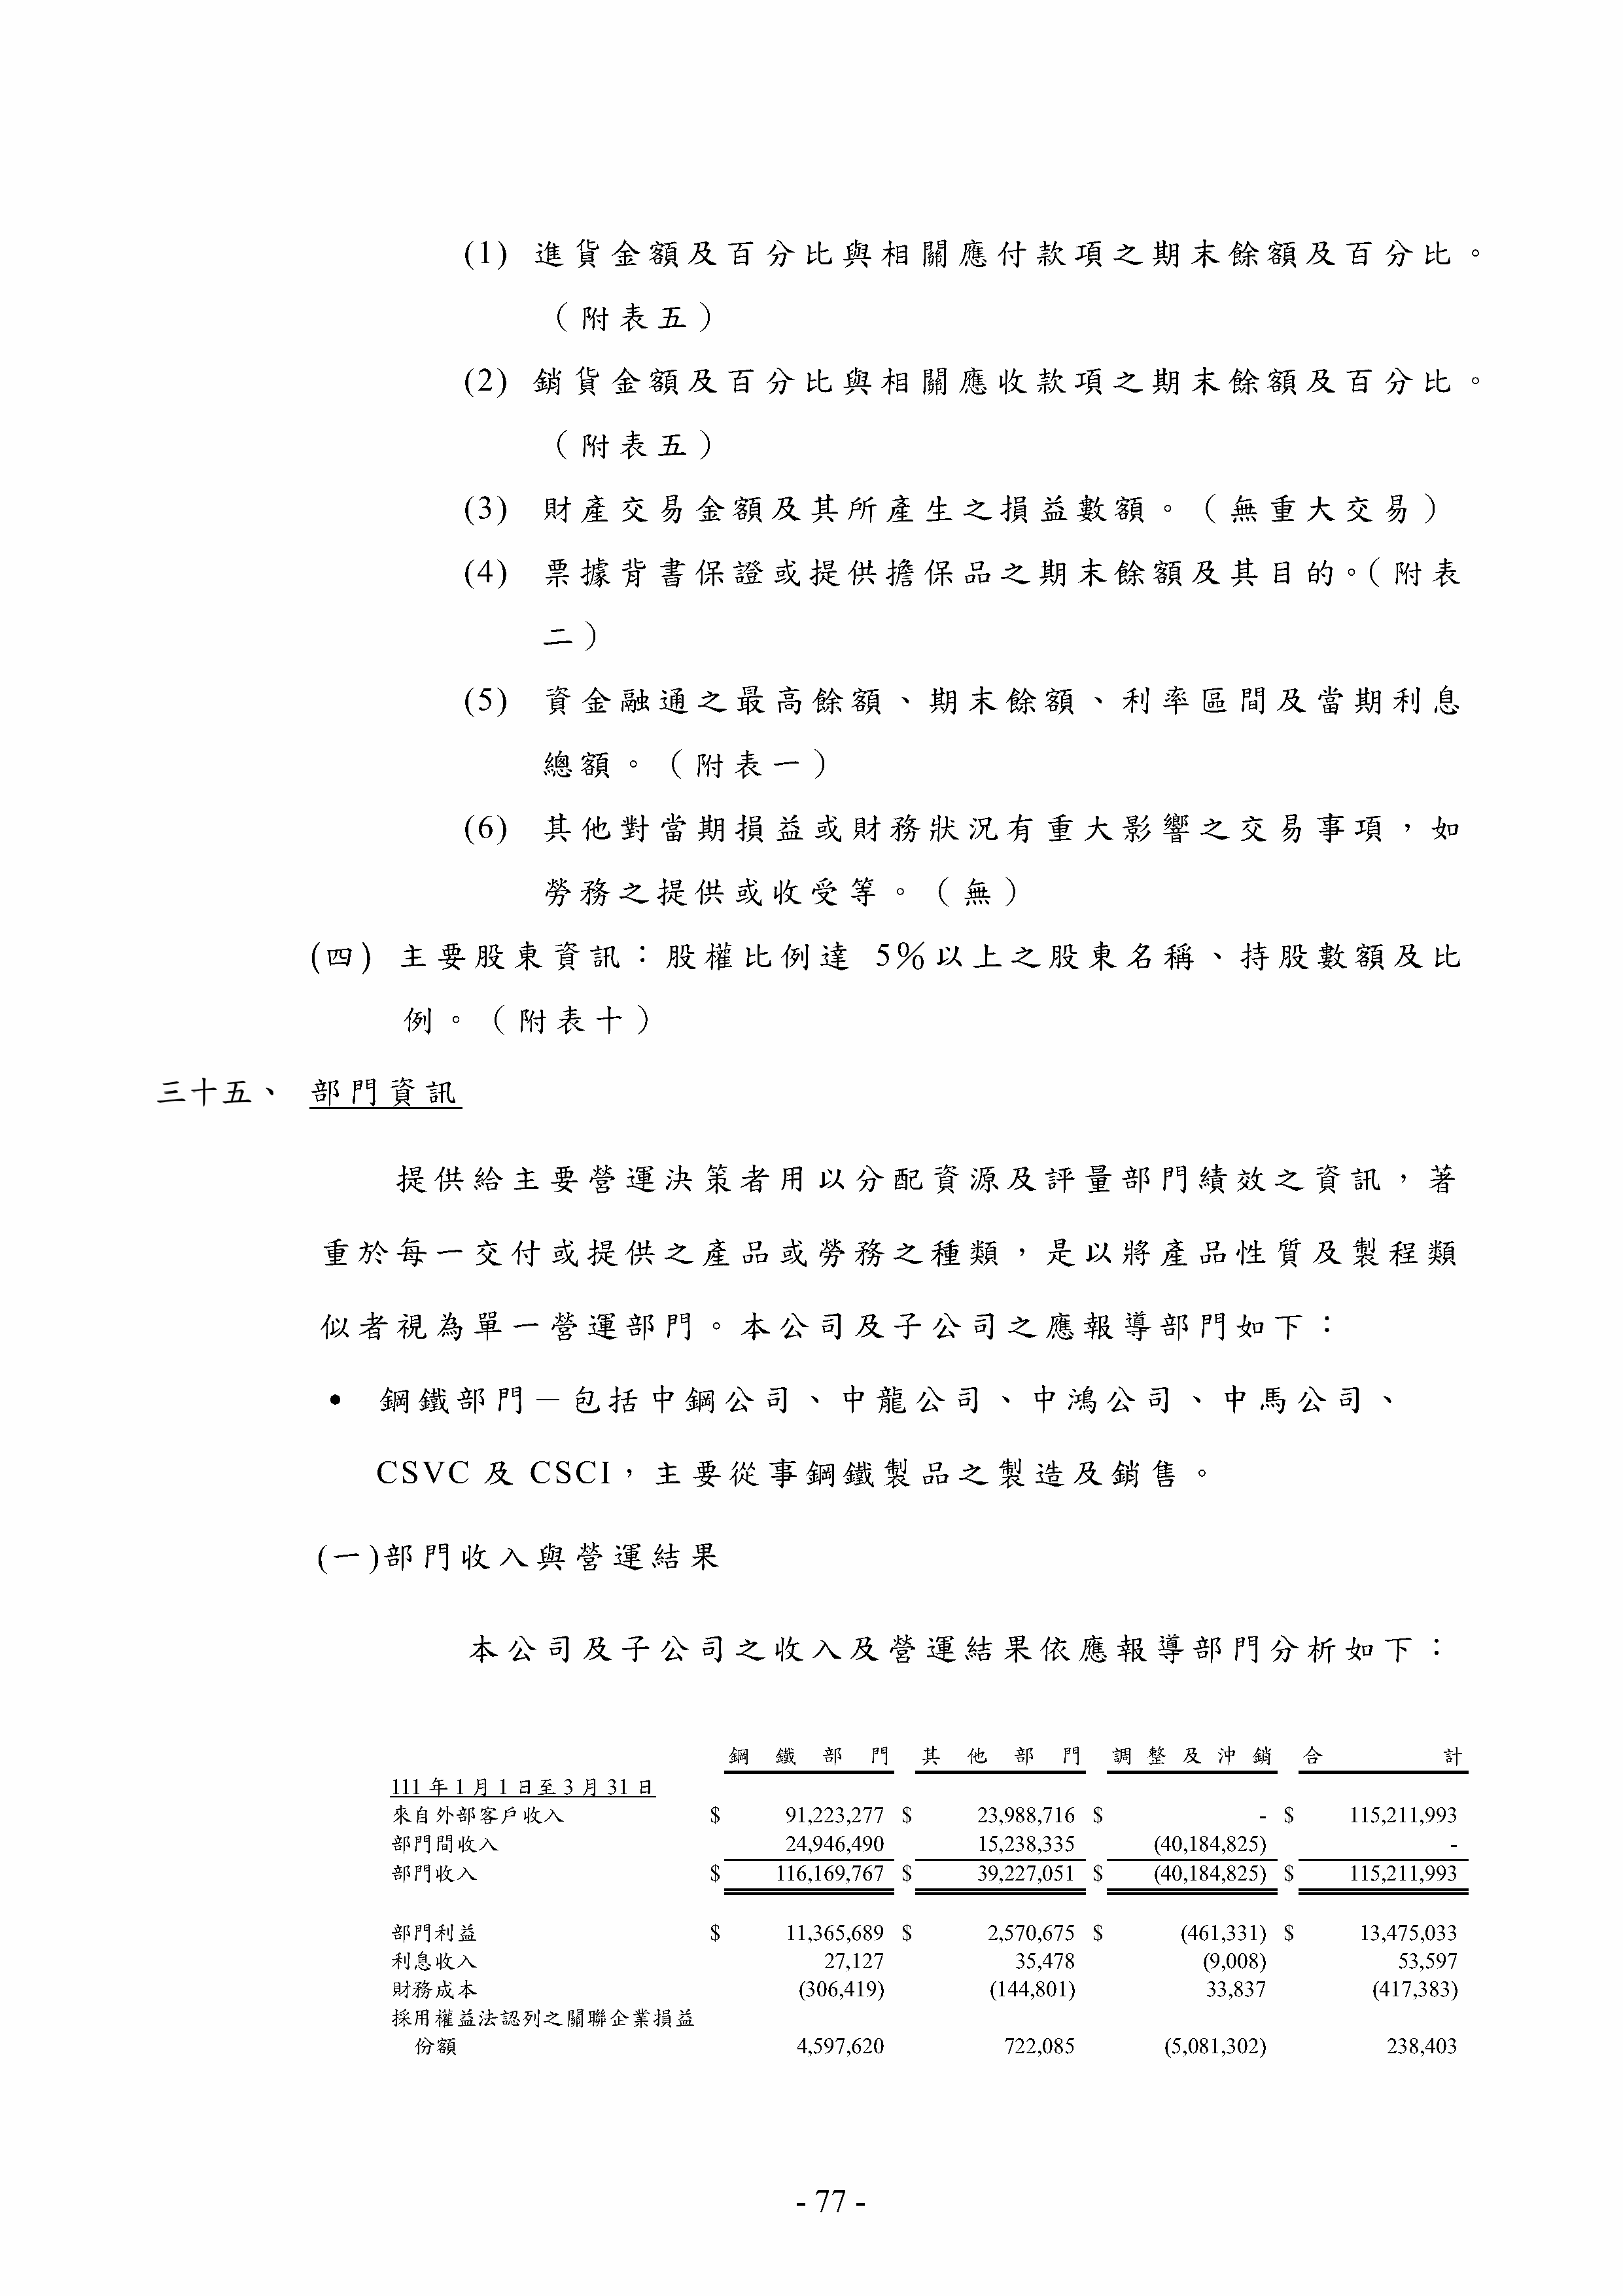 (1) 進貨金額及百分比與相關應付款項之期末餘額及百分比。
（附表五）
(2) 銷貨金額及百分比與相關應收款項之期末餘額及百分比。
（附表五）
(3) 財產交易金額及其所產生之損益數額。（無重大交易）
(4) 票據背書保證或提供擔保品之期末餘額及其目的。（附表
二）
(5) 資金融通之最高餘額、期末餘額、利率區間及當期利息
總額。（附表一）
(6) 其他對當期損益或財務狀況有重大影響之交易事項，如
勞務之提供或收受等。（無）
(四) 主要股東資訊：股權比例達 5%以上之股東名稱、持股數額及比
例。（附表十）
三十五、 部門資訊
提供給主要營運決策者用以分配資源及評量部門績效之資訊，著
重於每一交付或提供之產品或勞務之種類，是以將產品性質及製程類
似者視為單一營運部門。本公司及子公司之應報導部門如下：
• 鋼鐵部門－包括中鋼公司、中龍公司、中鴻公司、中馬公司、
CSVC 及 CSCI，主要從事鋼鐵製品之製造及銷售。
(一)部門收入與營運結果
本公司及子公司之收入及營運結果依應報導部門分析如下：
鋼鐵部門 其他部門 調整及沖銷 合計
111 年 1 月 1 日至 3 月 31 日
來自外部客戶收入 $ 91,223,277 $ 23,988,716 $ - $ 115,211,993
部門間收入 24,946,490 15,238,335 (40,184,825) -
部門收入 $ 116,169,767 $ 39,227,051 $ (40,184,825) $ 115,211,993
部門利益 $ 11,365,689 $ 2,570,675 $ (461,331) $ 13,475,033
利息收入 27,127 35,478 (9,008) 53,597
財務成本 (306,419) (144,801) 33,837 (417,383)
採用權益法認列之關聯企業損益
份額 4,597,620 722,085 (5,081,302) 238,403
- 77 -